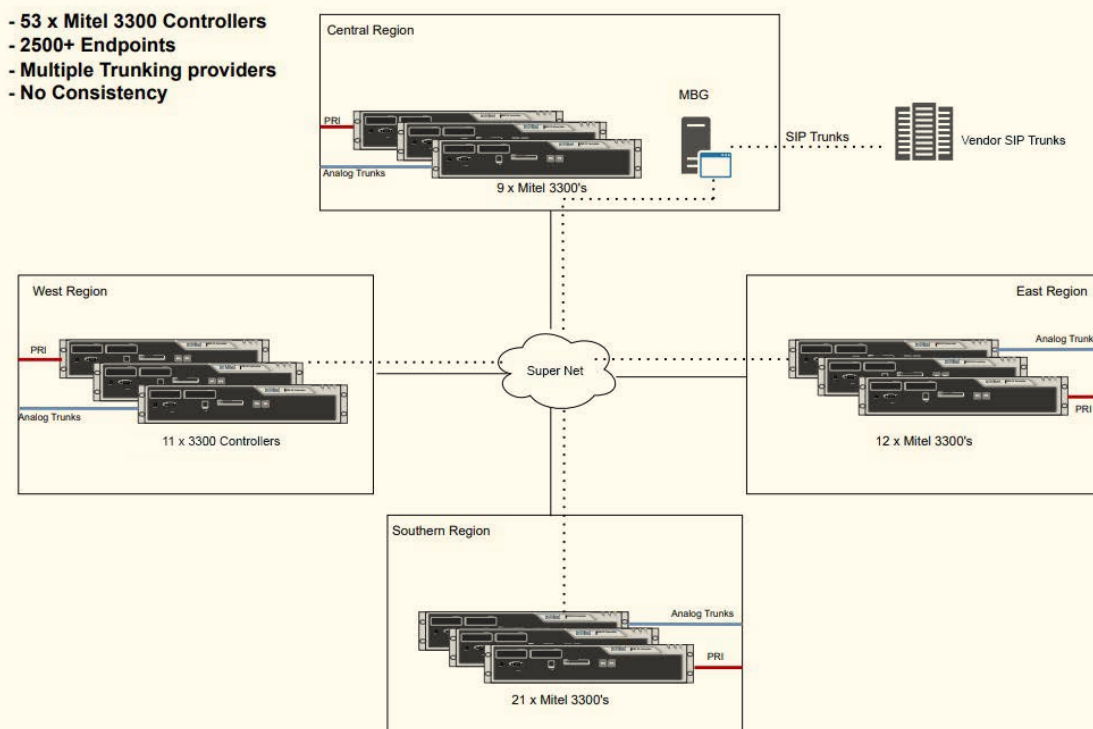 - 53 x Mitel 3300 Controllers
- 2500+ Endpoints
- Multiple Trunking providers
- No Consistency
Central Region
PRI
Analog Trunks
9 x Mitel 3300's
MBG
SIP Trunks
Vendor SIP Trunks
West Region
PRI
Analog Trunks
11 x 3300 Controllers
Super Net
East Region
Analog Trunks
PRI
12 x Mitel 3300's
Southern Region
Analog Trunks
PRI
21 x Mitel 3300's